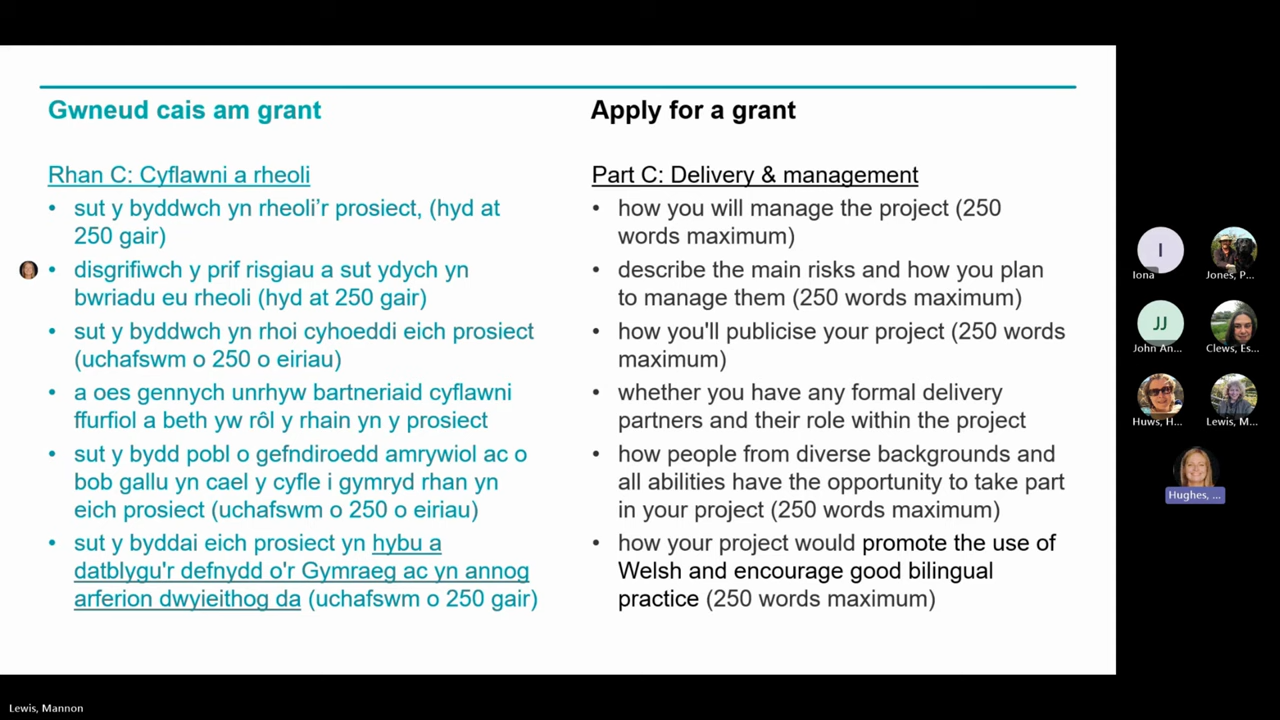 Gwneud cais am grant
Rhan C: Cyflawni a rheoli
• sut y byddwch yn rheoli’r prosiect, (hyd at
250 gair)
• disgrifiwch y prif risgiau a sut ydych yn
bwriadu eu rheoli (hyd at 250 gair)
• sut y byddwch yn rhoi cyhoeddi eich prosiect
(uchafswm o 250 o eiriau)
• a oes gennych unrhyw bartneriaid cyflawni
ffurfiol a beth yw rôl y rhain yn y prosiect
• sut y bydd pobl o gefndiroedd amrywiol ac o
bob gallu yn cael y cyfle i gymryd rhan yn
eich prosiect (uchafswm o 250 o eiriau)
• sut y byddai eich prosiect yn hybu a
datblygu'r defnydd o'r Gymraeg ac yn annog
arferion dwyieithog da (uchafswm o 250 gair)
Apply for a grant
Part C: Delivery & management
• how you will manage the project (250
words maximum)
• describe the main risks and how you plan
to manage them (250 words maximum)
• how you'll publicise your project (250 words
maximum)
• whether you have any formal delivery
partners and their role within the project
• how people from diverse backgrounds and
all abilities have the opportunity to take part
in your project (250 words maximum)
• how your project would promote the use of
Welsh and encourage good bilingual
practice (250 words maximum)
I
Iona
Jones, P...
JJ
John An...
Clews, Es...
Huws, H...
Lewis, M...
Hughes, ...
Lewis, Mannon